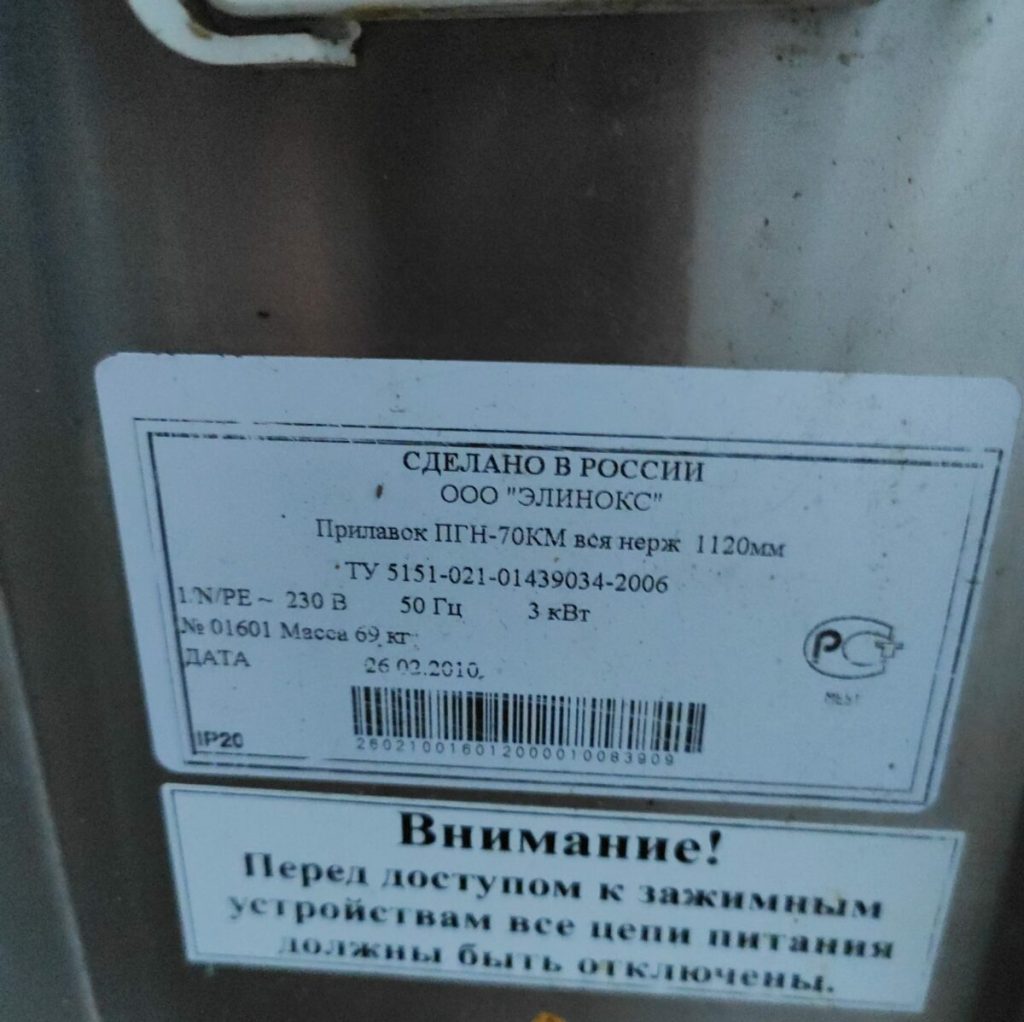 СДЕЛАНО В РОССИИ
ООО "ЭЛИНОКС"
Прилавок ПГН-70КМ вся нерж 1120мм
ТУ 5151-021-01439034-2006
1/N/PE ~ 230 В 50 Гц 3 кВт
№ 01601 Масса 69 кг
ДАТА 26.02.2010
РСТ
IP20
260210016012000010083909
Внимание!
Перед доступом к зажимным
устройствам все цепи питания
должны быть отключены.